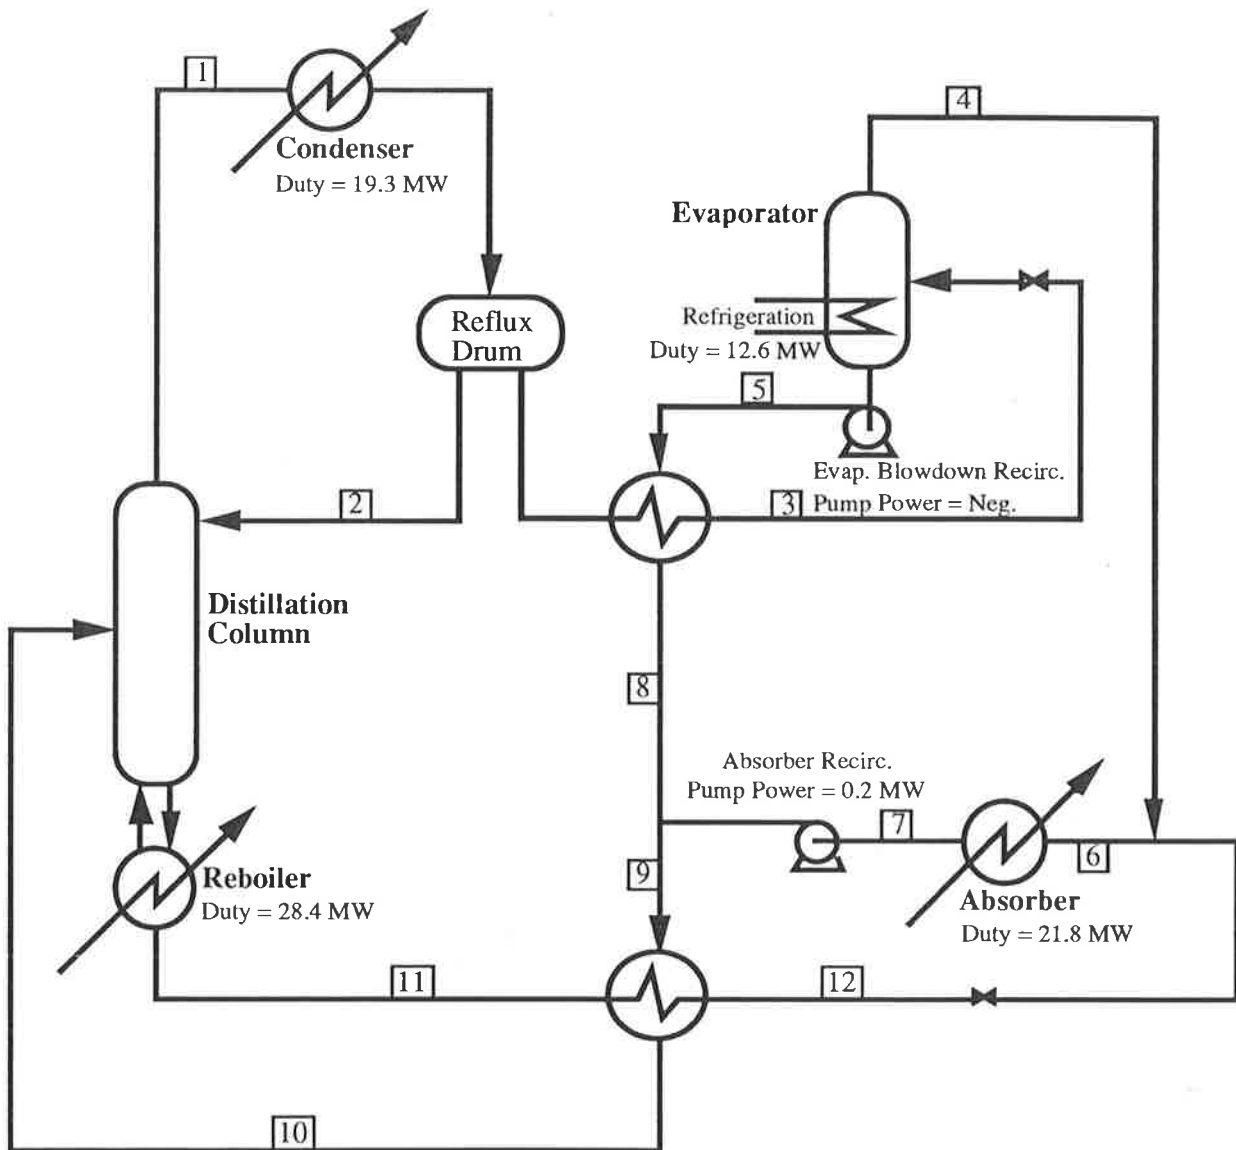 1
4
Condenser
Duty = 19.3 MW
Evaporator
Reflux
Drum
Refrigeration
Duty = 12.6 MW
5
Evap. Blowdown Recirc.
2
3
Pump Power = Neg.
Distillation
Column
8
Absorber Recirc.
Pump Power = 0.2 MW
7
6
9
Reboiler
Duty = 28.4 MW
Absorber
Duty = 21.8 MW
11
12
10